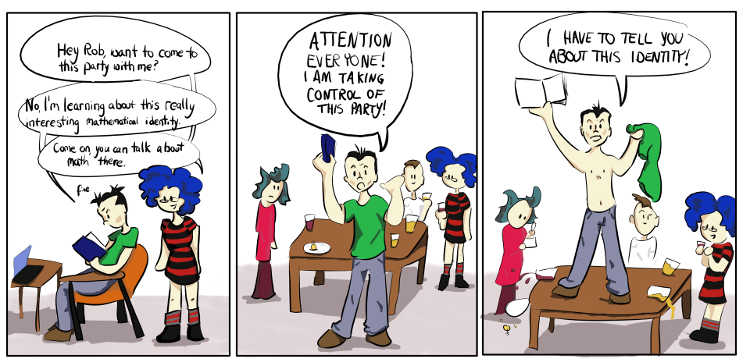 Hey Rob, want to come to
this party with me?
No, I'm learning about this really
interesting mathematical identity.
Come on you can talk about
math there.
fine
ATTENTION
EVERYONE!
I AM TAKING
CONTROL OF
THIS PARTY!
I HAVE TO TELL YOU
ABOUT THIS IDENTITY!